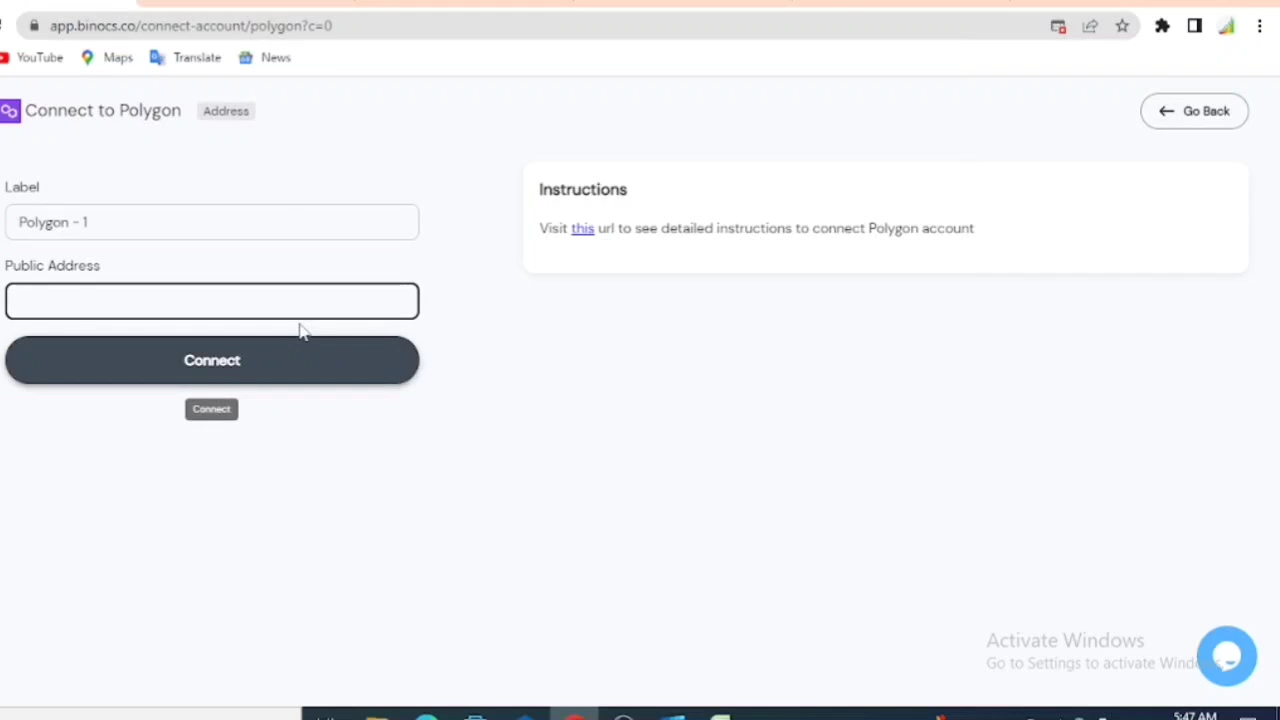 app.binocs.co/connect-account/polygon?c=0
YouTube Maps Translate News
Connect to Polygon Address
Go Back
Label
Polygon - 1
Public Address
Connect
Connect
Instructions
Visit this url to see detailed instructions to connect Polygon account
Activate Windows
Go to Settings to activate
5:47 AM